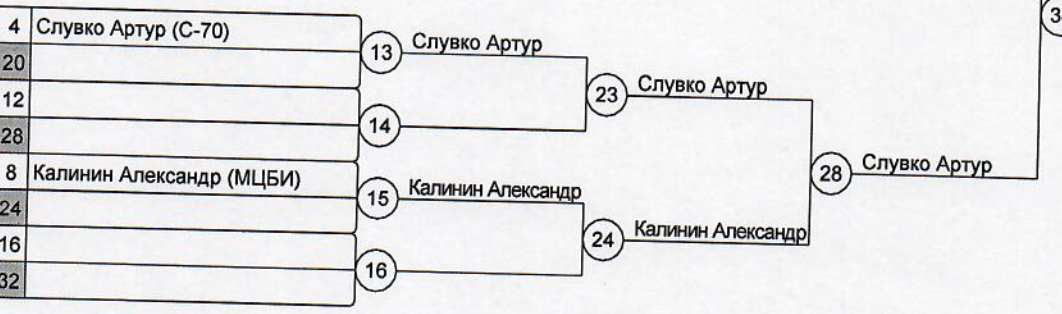 4 Слувко Артур (С-70)
20
12
28
8 Калинин Александр (МЦБИ)
24
16
32
13 Слувко Артур
14
15 Калинин Александр
16
23 Слувко Артур
24 Калинин Александр
28 Слувко Артур